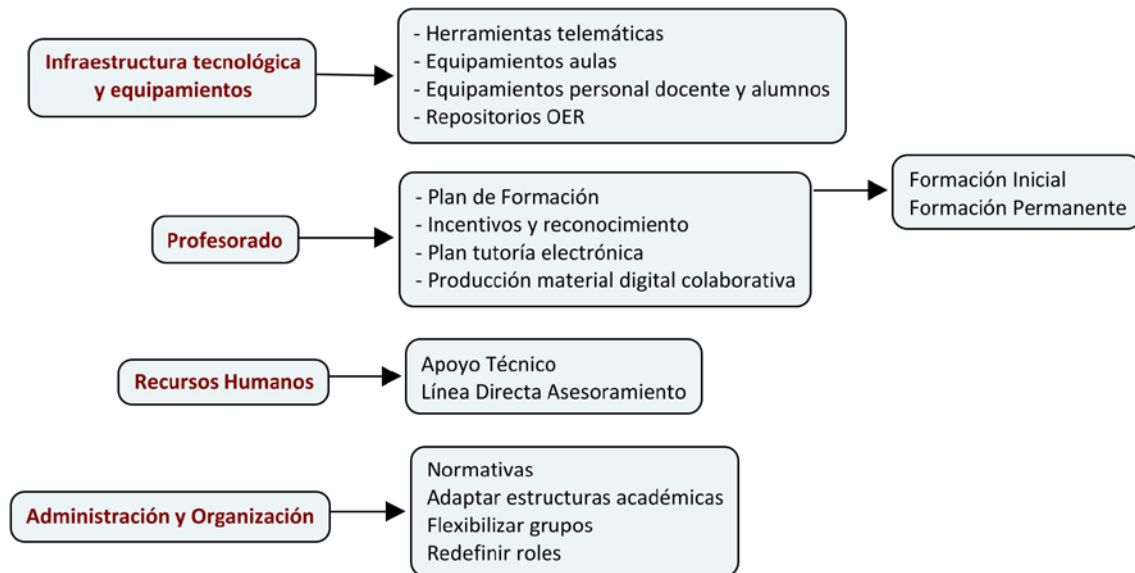 Infraestructura tecnológica
y equipamientos
- Herramientas telemáticas
- Equipamientos aulas
- Equipamientos personal docente y alumnos
- Repositorios OER
Profesorado
- Plan de Formación
- Incentivos y reconocimiento
- Plan tutoría electrónica
- Producción material digital colaborativa
Formación Inicial
Formación Permanente
Recursos Humanos
Apoyo Técnico
Línea Directa Asesoramiento
Administración y Organización
Normativas
Adaptar estructuras académicas
Flexibilizar grupos
Redefinir roles